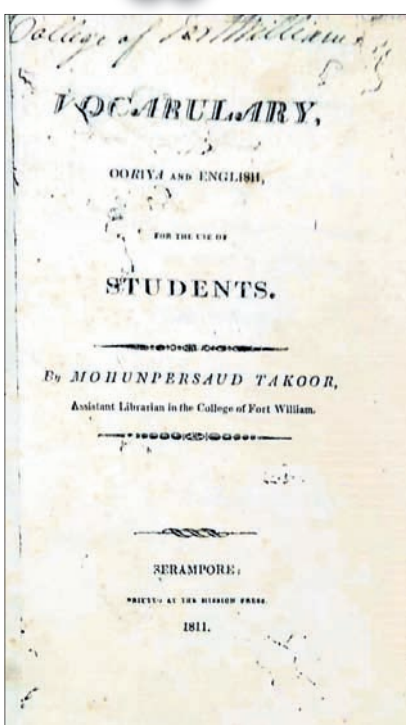 College of Fort William
VOCABULARY,
OORIYA AND ENGLISH,
FOR THE USE OF
STUDENTS.
By MOHUNPERSAUD TAKOOR,
Assistant Librarian in the College of Fort William.
SERAMPORE:
PRINTED AT THE MISSION PRESS.
1811.